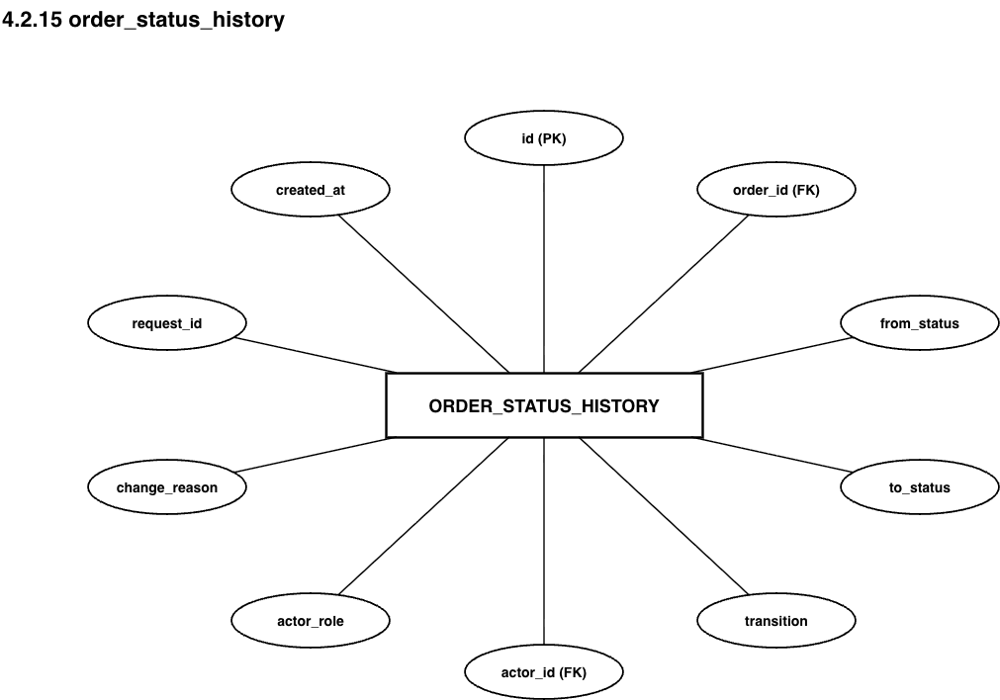 4.2.15 order_status_history
id (PK)
created_at
order_id (FK)
request_id
from_status
ORDER_STATUS_HISTORY
change_reason
to_status
actor_role
transition
actor_id (FK)